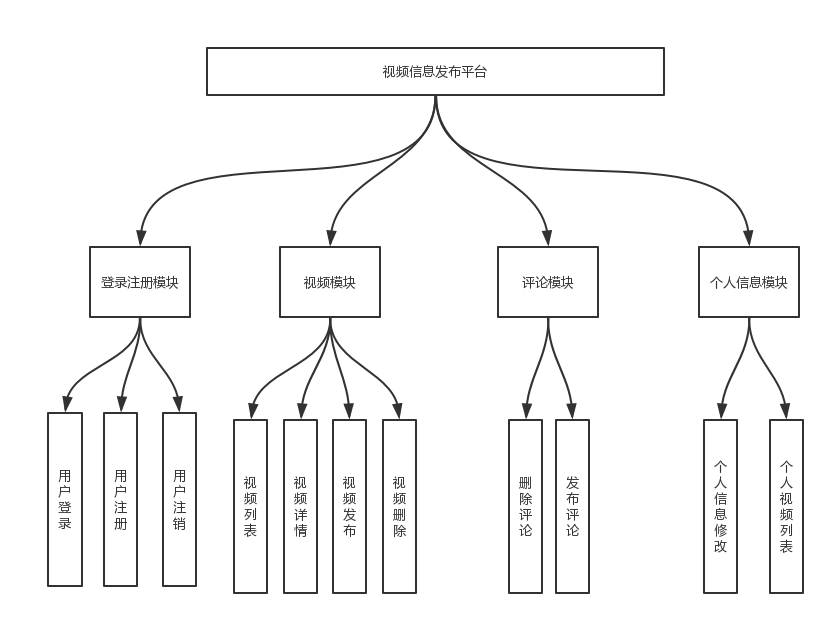 视频信息发布平台
登录注册模块
视频模块
评论模块
个人信息模块
用户登录
用户注册
用户注销
视频列表
视频详情
视频发布
视频删除
删除评论
发布评论
个人信息修改
个人视频列表